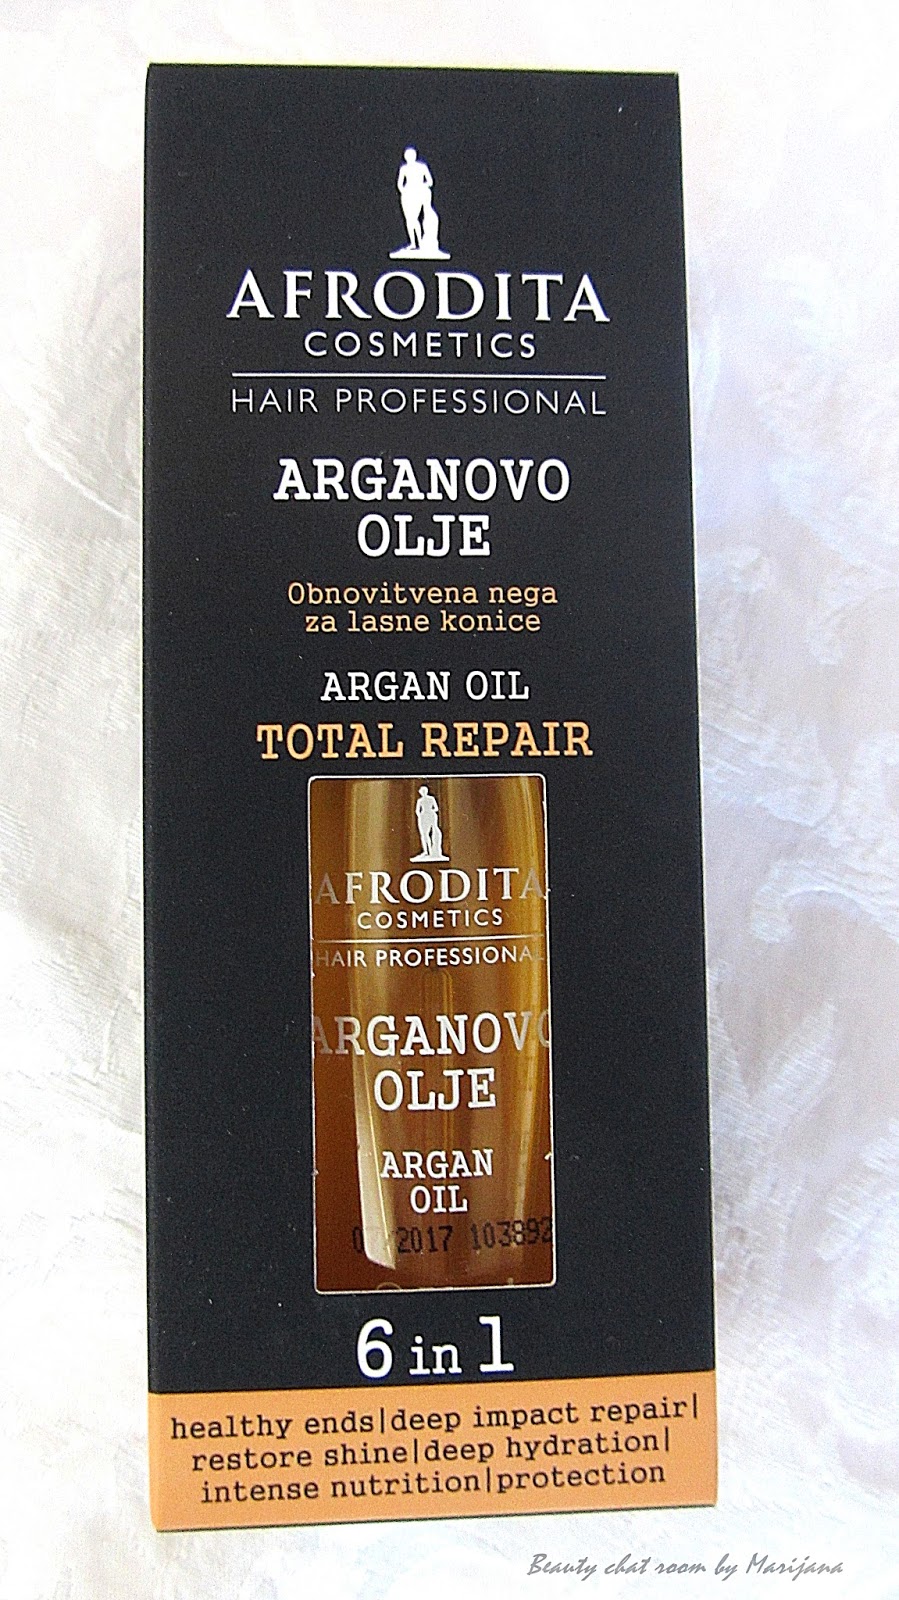 AFRODITA
COSMETICS
HAIR PROFESSIONAL
ARGANOVO
OLJE
Obnovitvena nega
za lasne konice
ARGAN OIL
TOTAL REPAIR
AFRODITA
COSMETICS
HAIR PROFESSIONAL
ARGANOVO
OLJE
ARGAN
OIL
2017 103892
6 in 1
healthy ends|deep impact repair|
restore shine|deep hydration|
intense nutrition|protection
Beauty chat room by Marijana